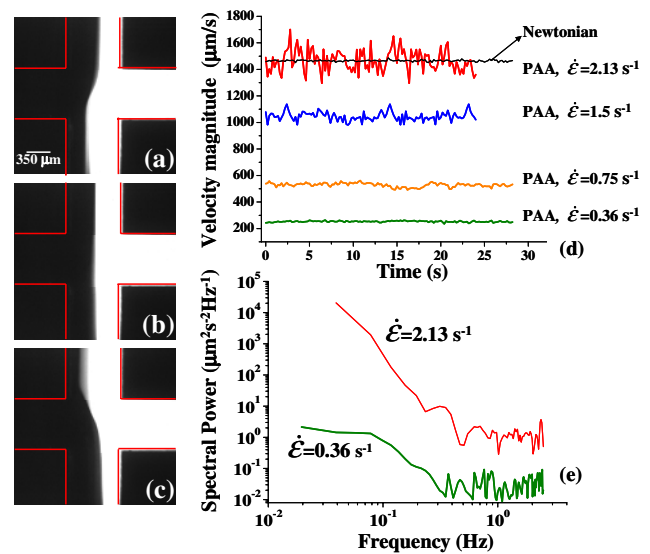 350 μm
(a)
(b)
(c)
Velocity magnitude (μm/s)
1800
1600
1400
1200
1000
800
600
400
200
0 5 10 15 20 25 30
Time (s)
Newtonian
PAA, ε̇=2.13 s⁻¹
PAA, ε̇=1.5 s⁻¹
PAA, ε̇=0.75 s⁻¹
PAA, ε̇=0.36 s⁻¹
(d)
Spectral Power (μm²s⁻²Hz⁻¹)
10⁵
10⁴
10³
10²
10¹
10⁰
10⁻¹
10⁻²
ε̇=2.13 s⁻¹
ε̇=0.36 s⁻¹
(e)
10⁻² 10⁻¹ 10⁰
Frequency (Hz)